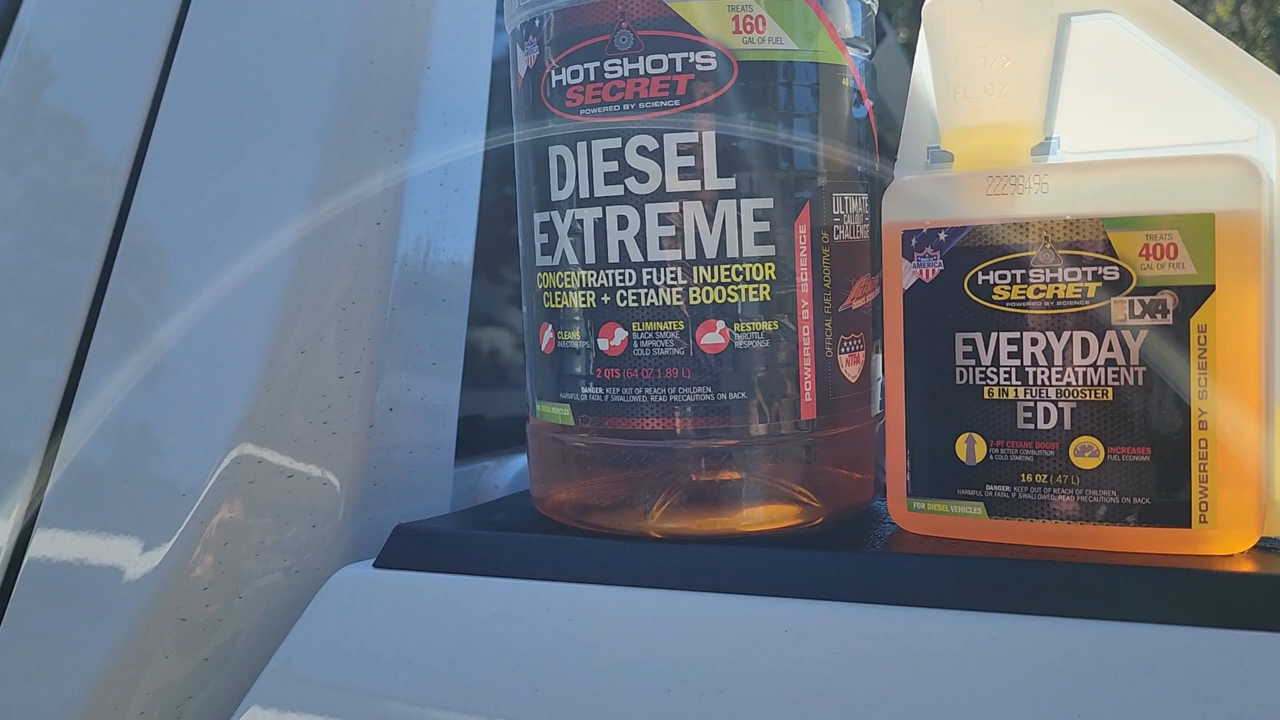 TREATS
160
GAL OF FUEL
HOT SHOT'S
SECRET
POWERED BY SCIENCE
DIESEL
EXTREME
CONCENTRATED FUEL INJECTOR
CLEANER + CETANE BOOSTER
CLEANS
INJECTOR TIPS
ELIMINATES
BLACK SMOKE
& IMPROVES
COLD STARTING
RESTORES
THROTTLE
RESPONSE
2 QTS (64 OZ 1.89 L)
DANGER: KEEP OUT OF REACH OF CHILDREN.
HARMFUL OR FATAL IF SWALLOWED. READ PRECAUTIONS ON BACK.
VEHICLES
POWERED BY SCIENCE
OFFICIAL FUEL ADDITIVE OF
ULTIMATE
CALLOUT
CHALLENGE
1/2
FL OZ
22298496
AMERICA
TREATS
400
GAL OF FUEL
HOT SHOT'S
SECRET
POWERED BY SCIENCE
LX4
EVERYDAY
DIESEL TREATMENT
6 IN 1 FUEL BOOSTER
EDT
7-PT CETANE BOOST
FOR BETTER COMBUSTION
& COLD STARTING
INCREASES
FUEL ECONOMY
16 OZ (.47 L)
DANGER: KEEP OUT OF REACH OF CHILDREN.
HARMFUL OR FATAL IF SWALLOWED. READ PRECAUTIONS ON BACK.
FOR DIESEL VEHICLES
POWERED BY SCIENCE